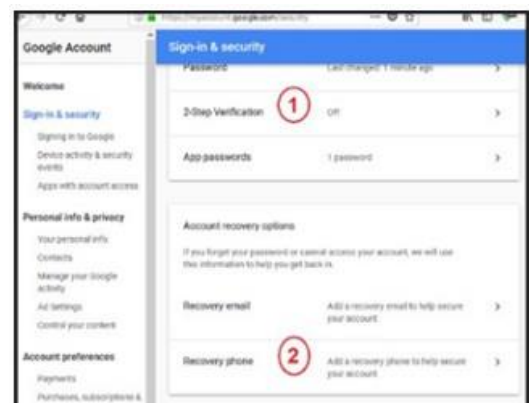 https://myaccount.google.com/security
Google Account
Sign-in & security
Password
Last changed: 1 minute ago
Welcome
Sign-in & security
2-Step Verification
1
Off
Signing in to Google
Device activity & security
events
App passwords
1 password
Apps with account access
Personal info & privacy
Account recovery options
Your personal info
If you forget your password or cannot access your account, we will use
this information to help you get back in.
Contacts
Manage your Google
activity
Ad Settings
Control your content
Recovery email
Add a recovery email to help secure
your account
Account preferences
Recovery phone
2
Add a recovery phone to help secure
your account
Payments
Purchases, subscriptions &